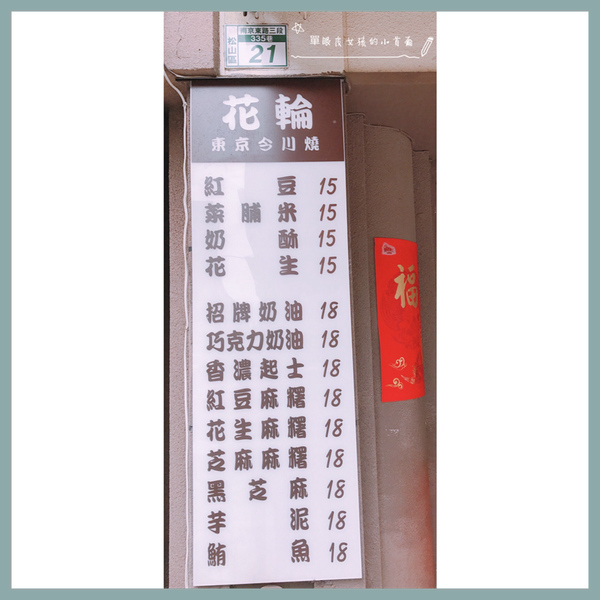 南京東路三段
335巷
松山區
21
單眼皮女孩的小背面
花輪
東京今川燒
紅豆 15
菜脯米 15
奶酥 15
花生 15
招牌奶油 18
巧克力奶油 18
香濃起士 18
紅豆麻糬 18
花生麻糬 18
芝麻麻糬 18
黑芝麻 18
芋泥 18
鮪魚 18
福